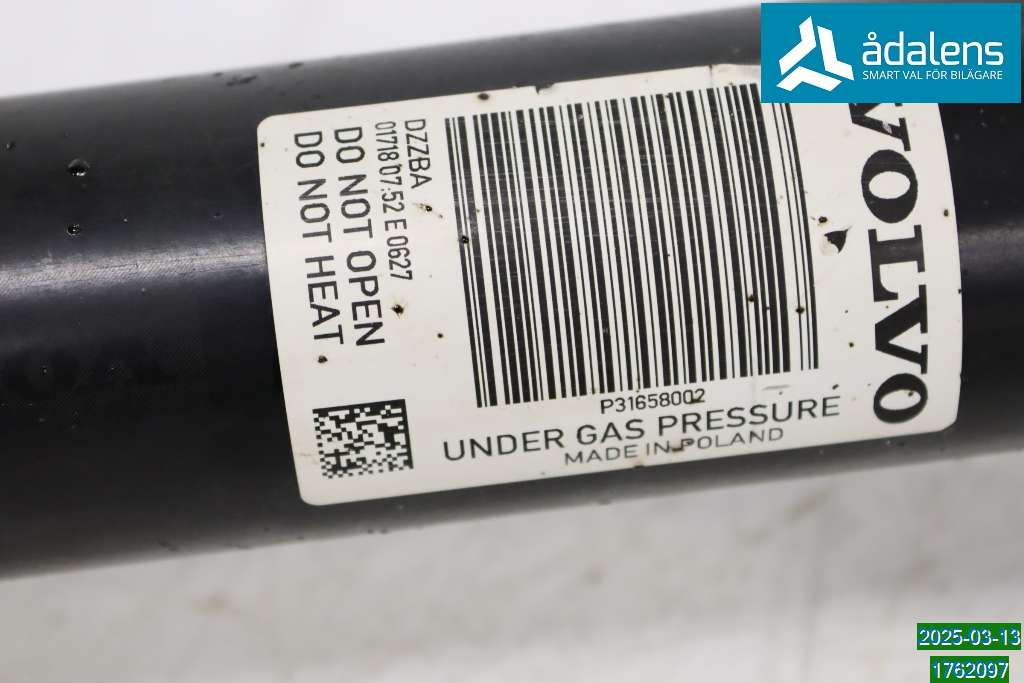 ådalens
SMART VAL FÖR BILÄGARE
VOLVO
DZZBA
01718 07:52 E 0627
DO NOT OPEN
DO NOT HEAT
P31658002
UNDER GAS PRESSURE
MADE IN POLAND
2025-03-13
1762097